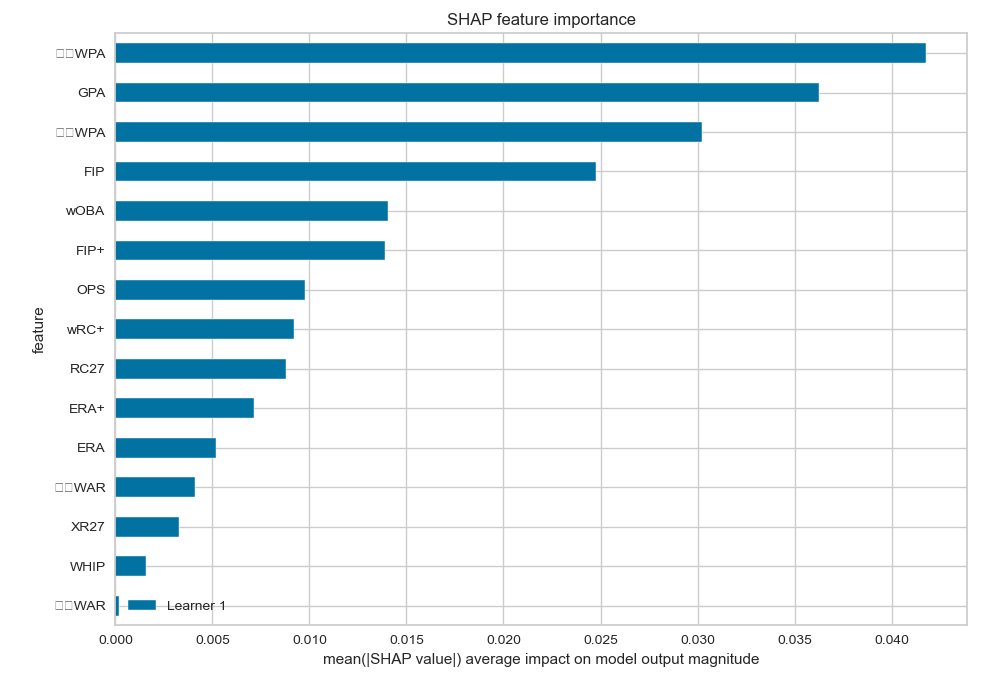 SHAP feature importance
□□WPA
GPA
□□WPA
FIP
wOBA
FIP+
OPS
wRC+
RC27
ERA+
ERA
□□WAR
XR27
WHIP
□□WAR
feature
Learner 1
0.000 0.005 0.010 0.015 0.020 0.025 0.030 0.035 0.040
mean(|SHAP value|) average impact on model output magnitude